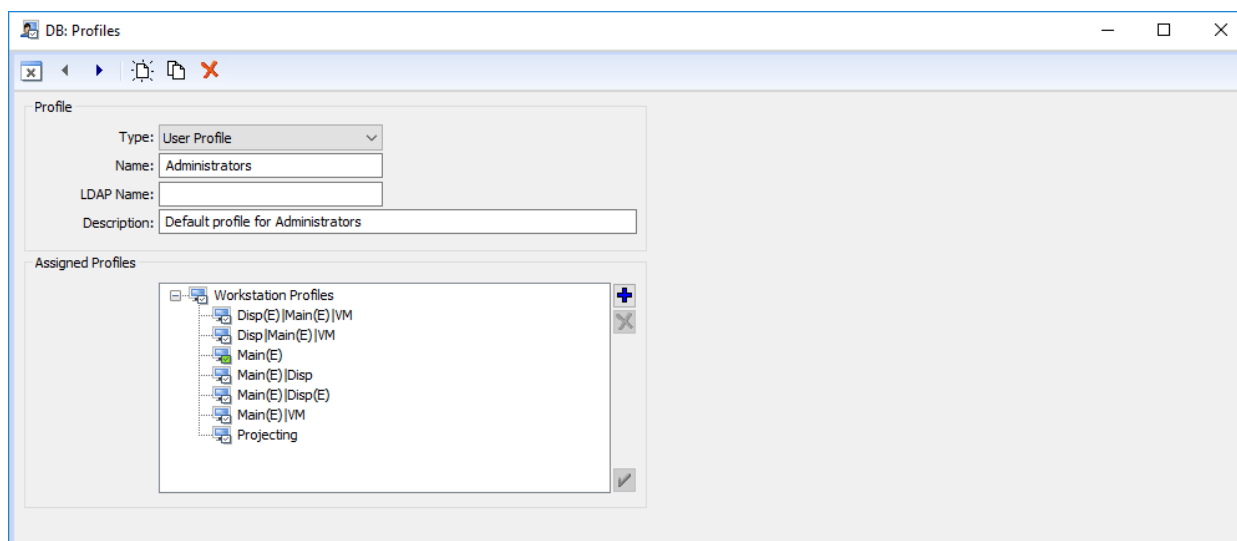 DB: Profiles
Profile
Type: User Profile
Name: Administrators
LDAP Name:
Description: Default profile for Administrators
Assigned Profiles
Workstation Profiles
Disp(E)|Main(E)|VM
Disp|Main(E)|VM
Main(E)
Main(E)|Disp
Main(E)|Disp(E)
Main(E)|VM
Projecting